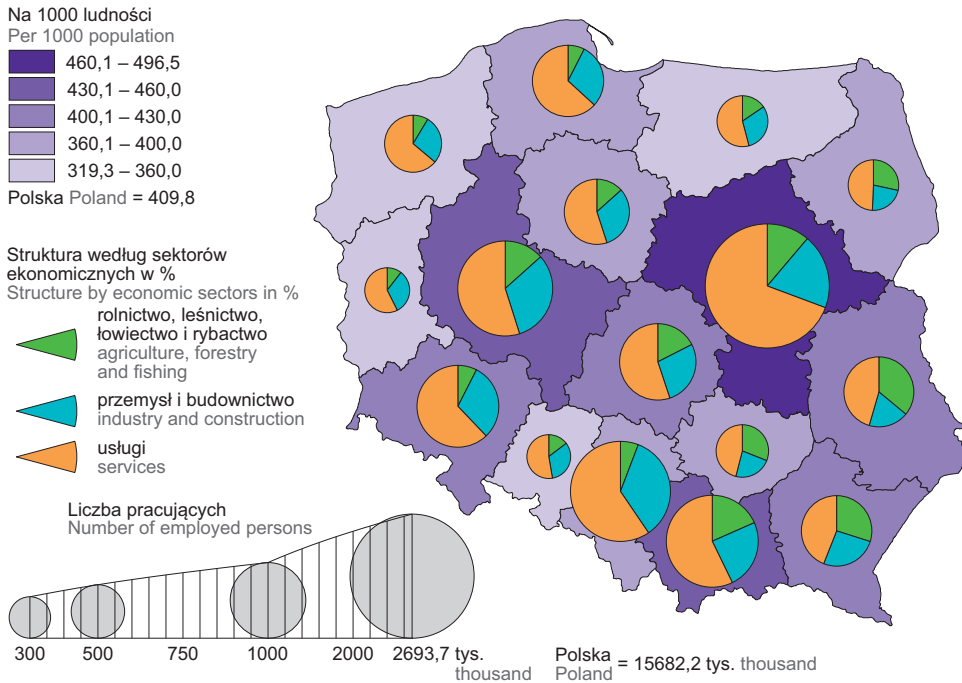 Na 1000 ludności
Per 1000 population
460,1 – 496,5
430,1 – 460,0
400,1 – 430,0
360,1 – 400,0
319,3 – 360,0
Polska Poland = 409,8
Struktura według sektorów
ekonomicznych w %
Structure by economic sectors in %
rolnictwo, leśnictwo,
łowiectwo i rybactwo
agriculture, forestry
and fishing
przemysł i budownictwo
industry and construction
usługi
services
Liczba pracujących
Number of employed persons
300 500 750 1000 2000 2693,7 tys.
thousand
Polska
Poland = 15682,2 tys. thousand